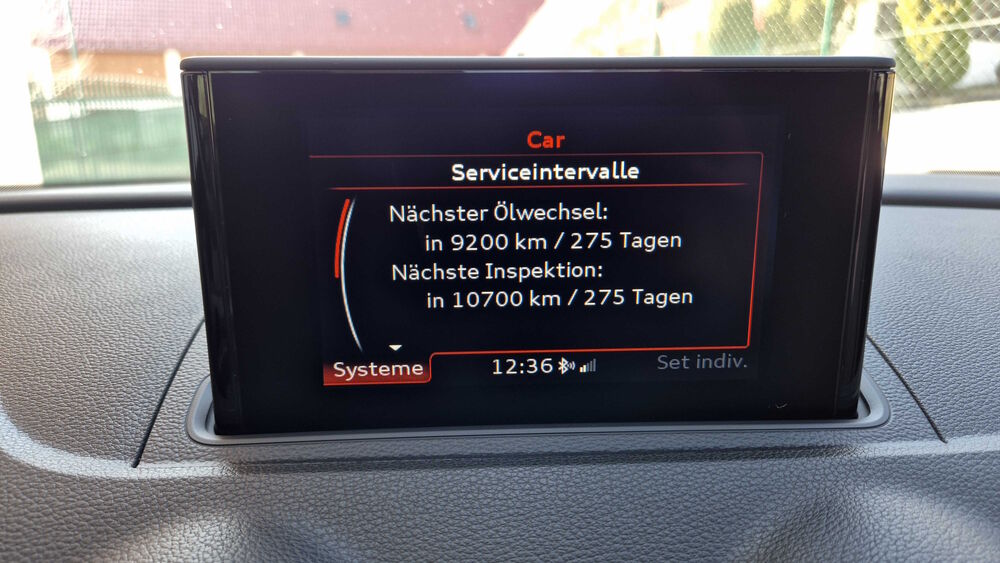 Car
Serviceintervalle
Nächster Ölwechsel:
in 9200 km / 275 Tagen
Nächste Inspektion:
in 10700 km / 275 Tagen
Systeme 12:36 Set indiv.